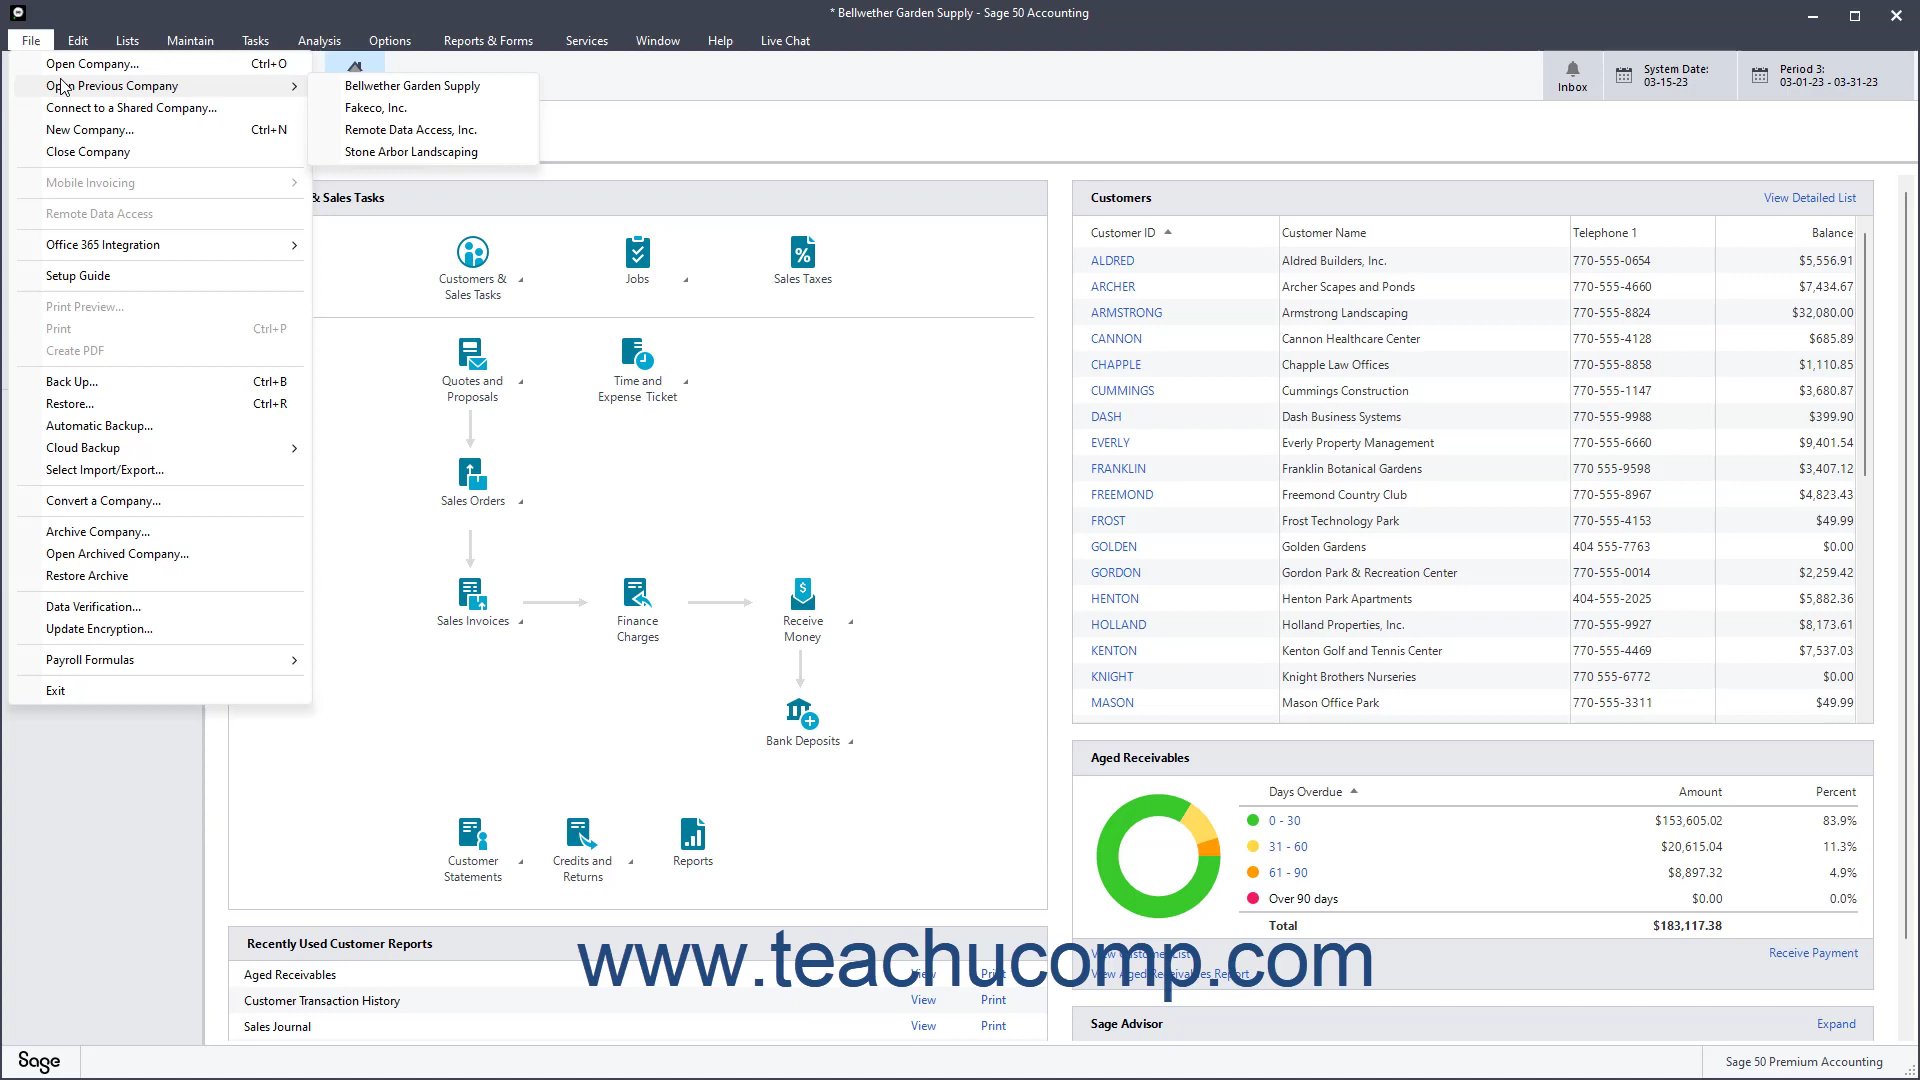 * Bellwether Garden Supply - Sage 50 Accounting
File Edit Lists Maintain Tasks Analysis Options Reports & Forms Services Window Help Live Chat
Open Company... Ctrl+O
Open Previous Company
Connect to a Shared Company...
New Company... Ctrl+N
Close Company
Mobile Invoicing
Remote Data Access
Office 365 Integration
Setup Guide
Print Preview...
Print Ctrl+P
Create PDF
Back Up... Ctrl+B
Restore... Ctrl+R
Automatic Backup...
Cloud Backup
Select Import/Export...
Convert a Company...
Archive Company...
Open Archived Company...
Restore Archive
Data Verification...
Update Encryption...
Payroll Formulas
Exit
Bellwether Garden Supply
Fakeco, Inc.
Remote Data Access, Inc.
Stone Arbor Landscaping
Inbox
System Date:
03-15-23
Period 3:
03-01-23 - 03-31-23
& Sales Tasks
Customers &
Sales Tasks
Jobs
Sales Taxes
Quotes and
Proposals
Time and
Expense Ticket
Sales Orders
Sales Invoices
Finance
Charges
Receive
Money
Bank Deposits
Customer
Statements
Credits and
Returns
Reports
Recently Used Customer Reports
Aged Receivables View Print
Customer Transaction History View Print
Sales Journal View Print
Customers View Detailed List
Customer ID Customer Name Telephone 1 Balance
ALDRED Aldred Builders, Inc. 770-555-0654 $5,556.91
ARCHER Archer Scapes and Ponds 770-555-4660 $7,434.67
ARMSTRONG Armstrong Landscaping 770-555-8824 $32,080.00
CANNON Cannon Healthcare Center 770-555-4128 $685.89
CHAPPLE Chapple Law Offices 770-555-8858 $1,110.85
CUMMINGS Cummings Construction 770-555-1147 $3,680.87
DASH Dash Business Systems 770-555-9988 $399.90
EVERLY Everly Property Management 770-555-6660 $9,401.54
FRANKLIN Franklin Botanical Gardens 770 555-9598 $3,407.12
FREEMOND Freemond Country Club 770-555-8967 $4,823.43
FROST Frost Technology Park 770-555-4153 $49.99
GOLDEN Golden Gardens 404 555-7763 $0.00
GORDON Gordon Park & Recreation Center 770-555-0014 $2,259.42
HENTON Henton Park Apartments 404-555-2025 $5,882.36
HOLLAND Holland Properties, Inc. 770-555-9927 $8,173.61
KENTON Kenton Golf and Tennis Center 770-555-4469 $7,537.03
KNIGHT Knight Brothers Nurseries 770 555-6772 $0.00
MASON Mason Office Park 770-555-3311 $49.99
Aged Receivables
Days Overdue Amount Percent
0 - 30 $153,605.02 83.9%
31 - 60 $20,615.04 11.3%
61 - 90 $8,897.32 4.9%
Over 90 days $0.00 0.0%
Total $183,117.38
View Customer List Receive Payment
View Aged Receivables Report
Sage Advisor Expand
www.teachucomp.com
Sage
Sage 50 Premium Accounting